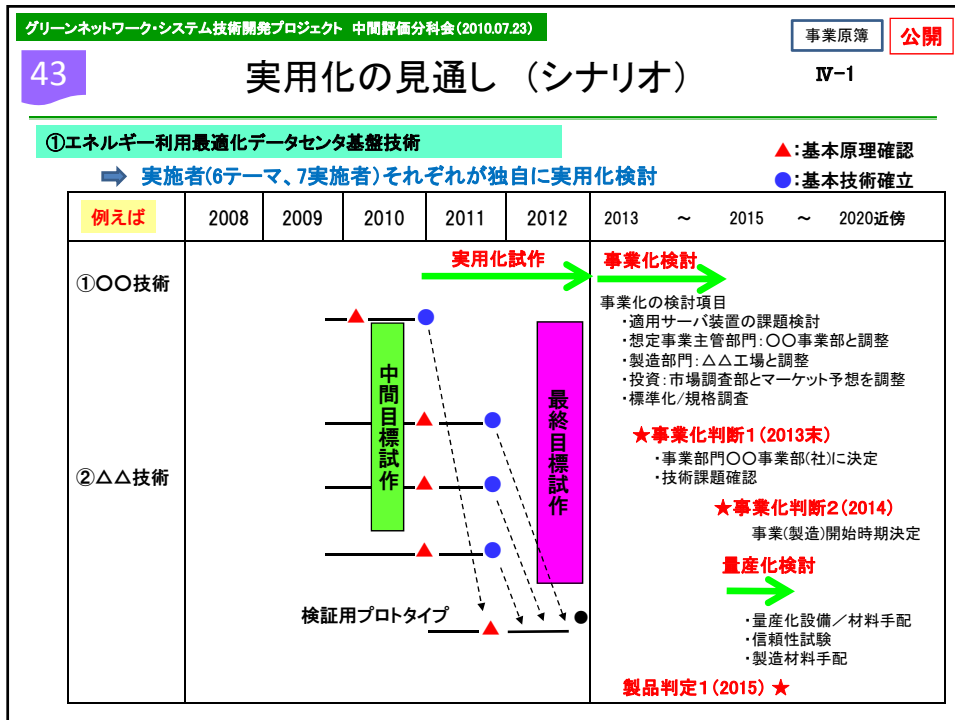 グリーンネットワーク・システム技術開発プロジェクト 中間評価分科会(2010.07.23)
事業原簿
公開
43
実用化の見通し (シナリオ)
Ⅳ-1
①エネルギー利用最適化データセンタ基盤技術
➡ 実施者(6テーマ、7実施者)それぞれが独自に実用化検討
▲:基本原理確認
●:基本技術確立
例えば 2008 2009 2010 2011 2012 2013 ~ 2015 ~ 2020近傍
実用化試作
事業化検討
①○○技術
事業化の検討項目
・適用サーバ装置の課題検討
・想定事業主管部門:○○事業部と調整
・製造部門:△△工場と調整
・投資:市場調査部とマーケット予想を調整
・標準化/規格調査
中間目標試作
最終目標試作
★事業化判断1(2013末)
・事業部門○○事業部(社)に決定
・技術課題確認
②△△技術
★事業化判断2(2014)
事業(製造)開始時期決定
量産化検討
検証用プロトタイプ
・量産化設備/材料手配
・信頼性試験
・製造材料手配
製品判定1(2015) ★